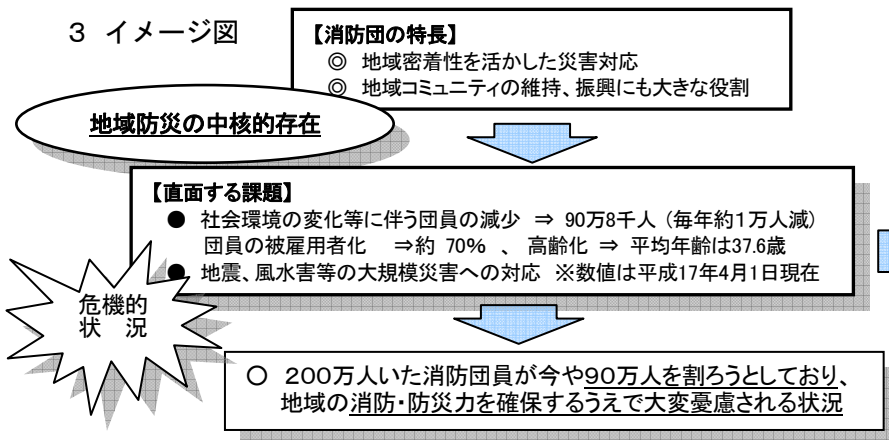 3 イメージ図
【消防団の特長】
◎ 地域密着性を活かした災害対応
◎ 地域コミュニティの維持、振興にも大きな役割
地域防災の中核的存在
【直面する課題】
● 社会環境の変化等に伴う団員の減少 ⇒ 90万8千人（毎年約1万人減）
団員の被雇用者化 ⇒約 70% 、 高齢化 ⇒ 平均年齢は37.6歳
● 地震、風水害等の大規模災害への対応 ※数値は平成17年4月1日現在
危機的
状 況
○ 200万人いた消防団員が今や90万人を割ろうとしており、
地域の消防・防災力を確保するうえで大変憂慮される状況